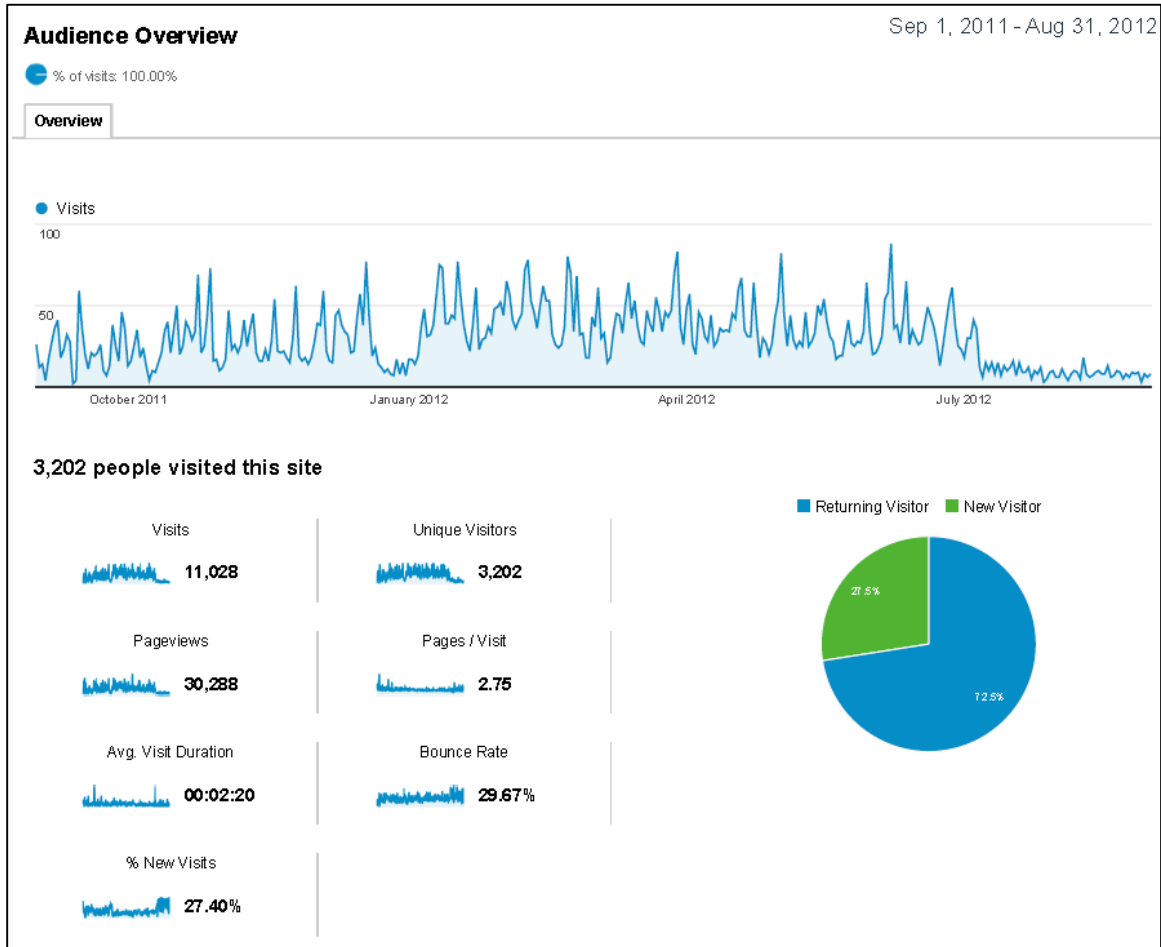 Audience Overview
Sep 1, 2011 - Aug 31, 2012
% of visits: 100.00%
Overview
Visits
100
50
October 2011
January 2012
April 2012
July 2012
3,202 people visited this site
Visits
11,028
Unique Visitors
3,202
Pageviews
30,288
Pages / Visit
2.75
Avg. Visit Duration
00:02:20
Bounce Rate
29.67%
% New Visits
27.40%
Returning Visitor
New Visitor
27.5%
72.5%